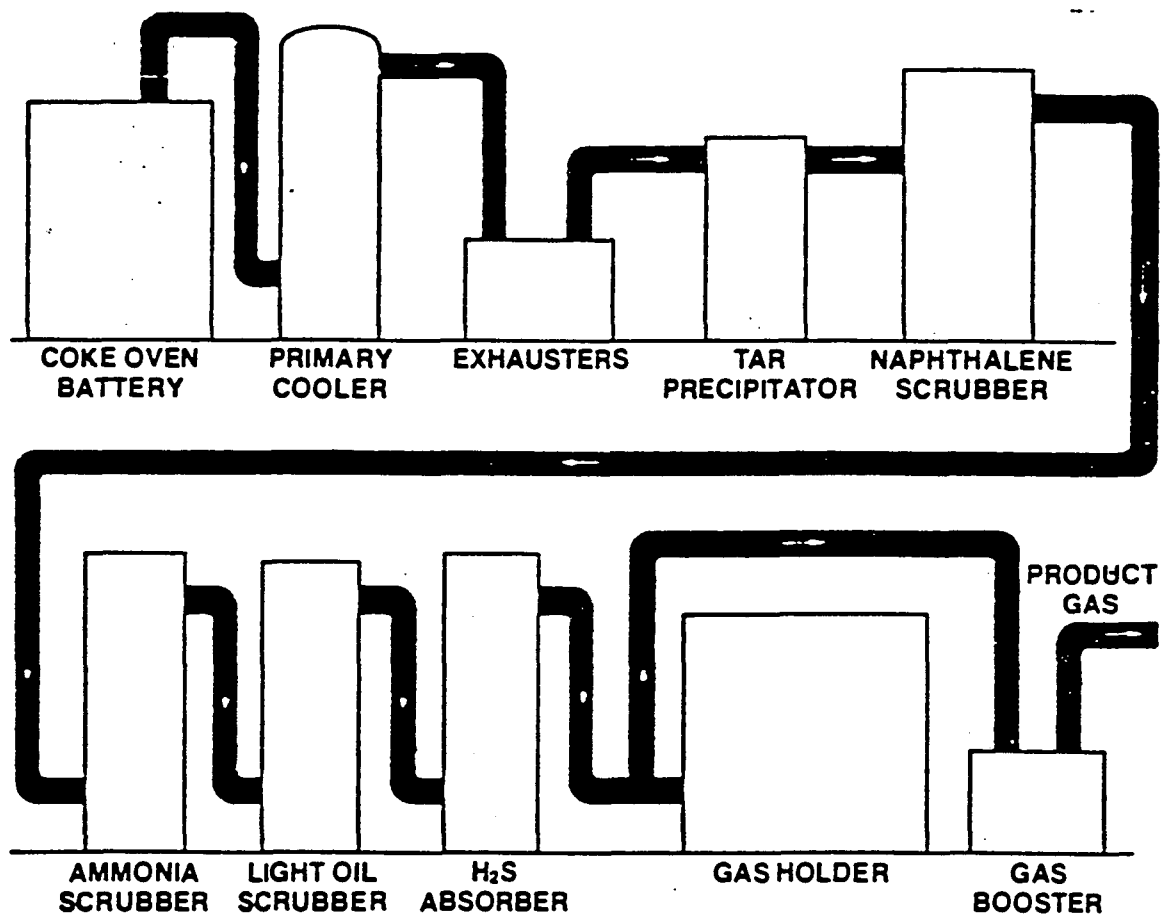 COKE OVEN
BATTERY
PRIMARY
COOLER
EXHAUSTERS
TAR
PRECIPITATOR
NAPHTHALENE
SCRUBBER
PRODUCT
GAS
AMMONIA
SCRUBBER
LIGHT OIL
SCRUBBER
H₂S
ABSORBER
GAS HOLDER
GAS
BOOSTER